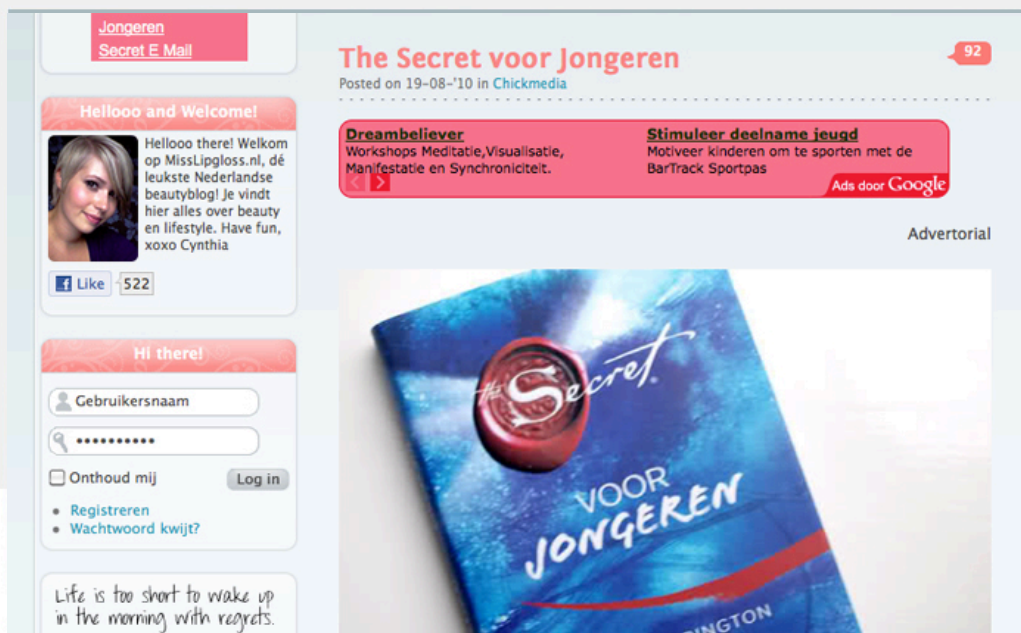 Jongeren
Secret E Mail
Hellooo and Welcome!
Hellooo there! Welkom
op MissLipgloss.nl, dé
leukste Nederlandse
beautyblog! Je vindt
hier alles over beauty
en lifestyle. Have fun,
xoxo Cynthia
Like 522
Hi there!
Gebruikersnaam
••••••••••
Onthoud mij Log in
Registreren
Wachtwoord kwijt?
Life is too short to wake up
in the morning with regrets.
The Secret voor Jongeren 92
Posted on 19-08-'10 in Chickmedia
Dreambeliever
Workshops Meditatie,Visualisatie,
Manifestatie en Synchroniciteit.
Stimuleer deelname jeugd
Motiveer kinderen om te sporten met de
BarTrack Sportpas
Ads door Google
Advertorial
the Secret®
VOOR
JONGEREN